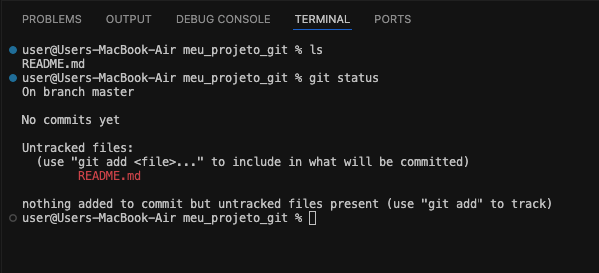 PROBLEMS OUTPUT DEBUG CONSOLE TERMINAL PORTS
user@Users-MacBook-Air meu_projeto_git % ls
README.md
user@Users-MacBook-Air meu_projeto_git % git status
On branch master
No commits yet
Untracked files:
(use "git add <file>..." to include in what will be committed)
README.md
nothing added to commit but untracked files present (use "git add" to track)
user@Users-MacBook-Air meu_projeto_git %